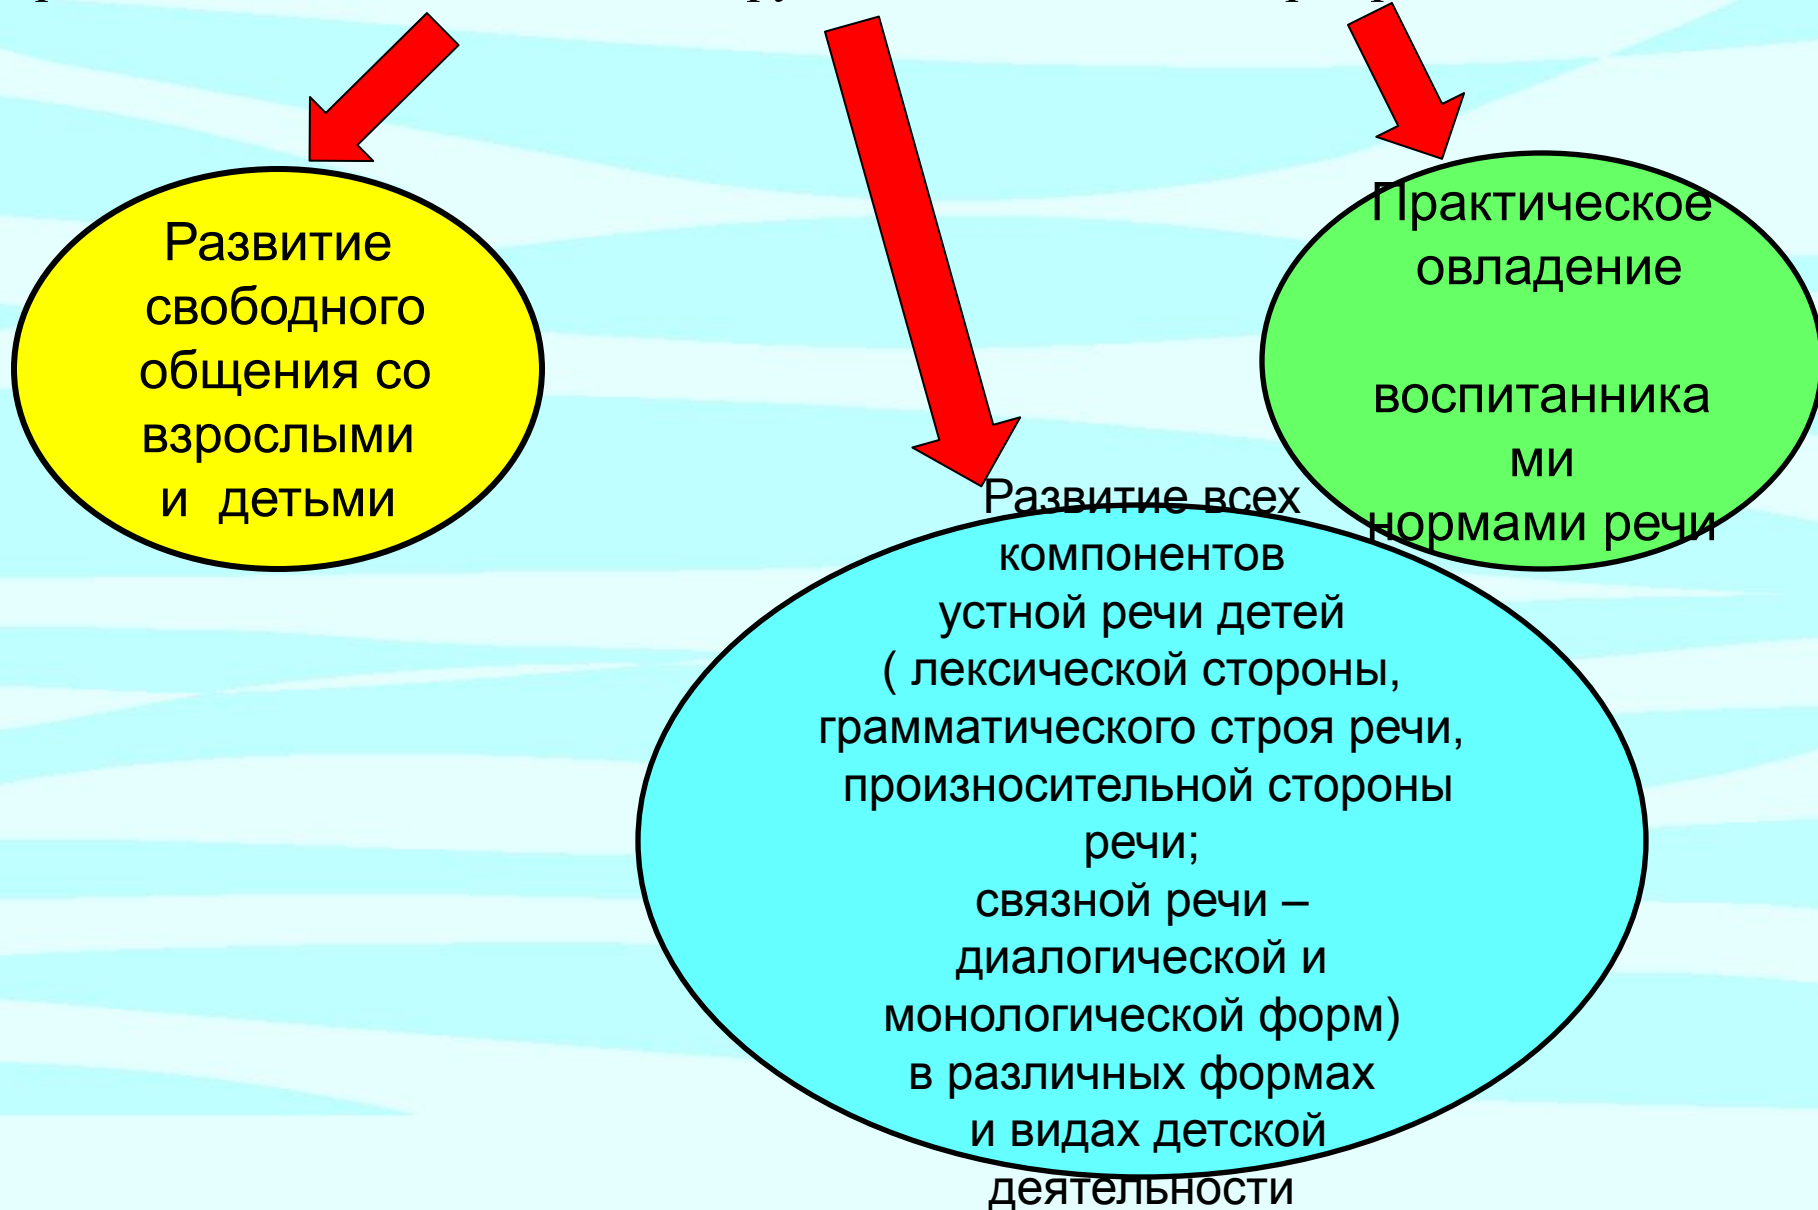 Развитие
свободного
общения со
взрослыми
и детьми
Развитие всех
компонентов
устной речи детей
( лексической стороны,
грамматического строя речи,
произносительной стороны
речи;
связной речи –
диалогической и
монологической форм)
в различных формах
и видах детской
деятельности
Практическое
овладение
воспитанника
ми
нормами речи